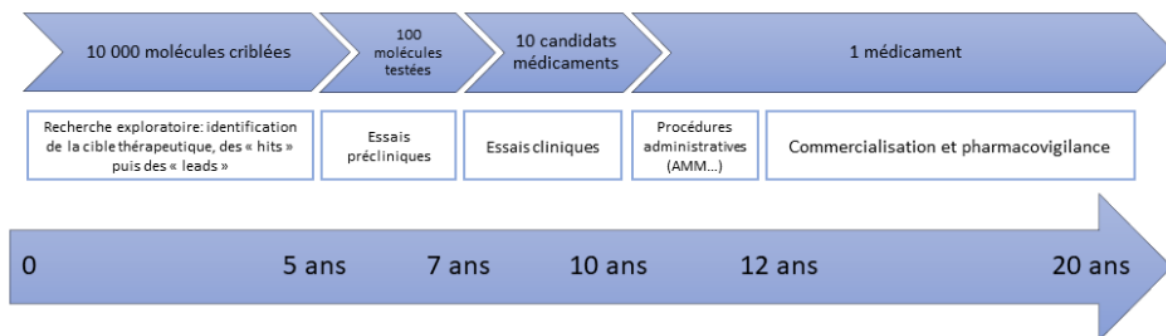 10 000 molécules criblées
100
molécules
testées
10 candidats
médicaments
1 médicament
Recherche exploratoire: identification
de la cible thérapeutique, des « hits »
puis des « leads »
Essais
précliniques
Essais cliniques
Procédures
administratives
(AMM...)
Commercialisation et pharmacovigilance
0
5 ans
7 ans
10 ans
12 ans
20 ans